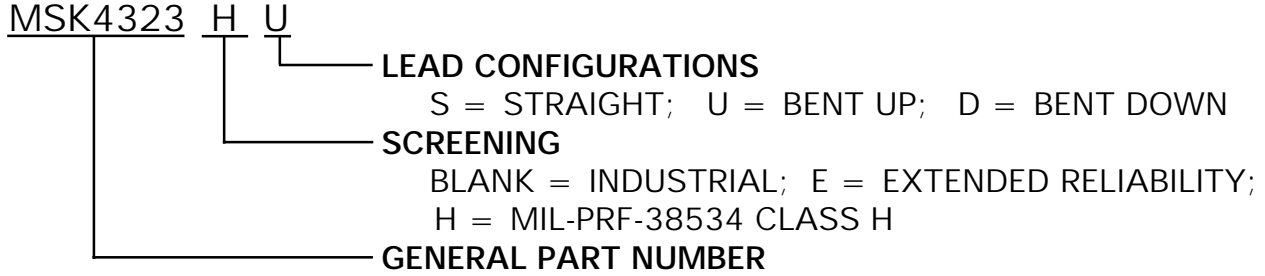 MSK4323 H U
LEAD CONFIGURATIONS
S = STRAIGHT; U = BENT UP; D = BENT DOWN
SCREENING
BLANK = INDUSTRIAL; E = EXTENDED RELIABILITY;
H = MIL-PRF-38534 CLASS H
GENERAL PART NUMBER